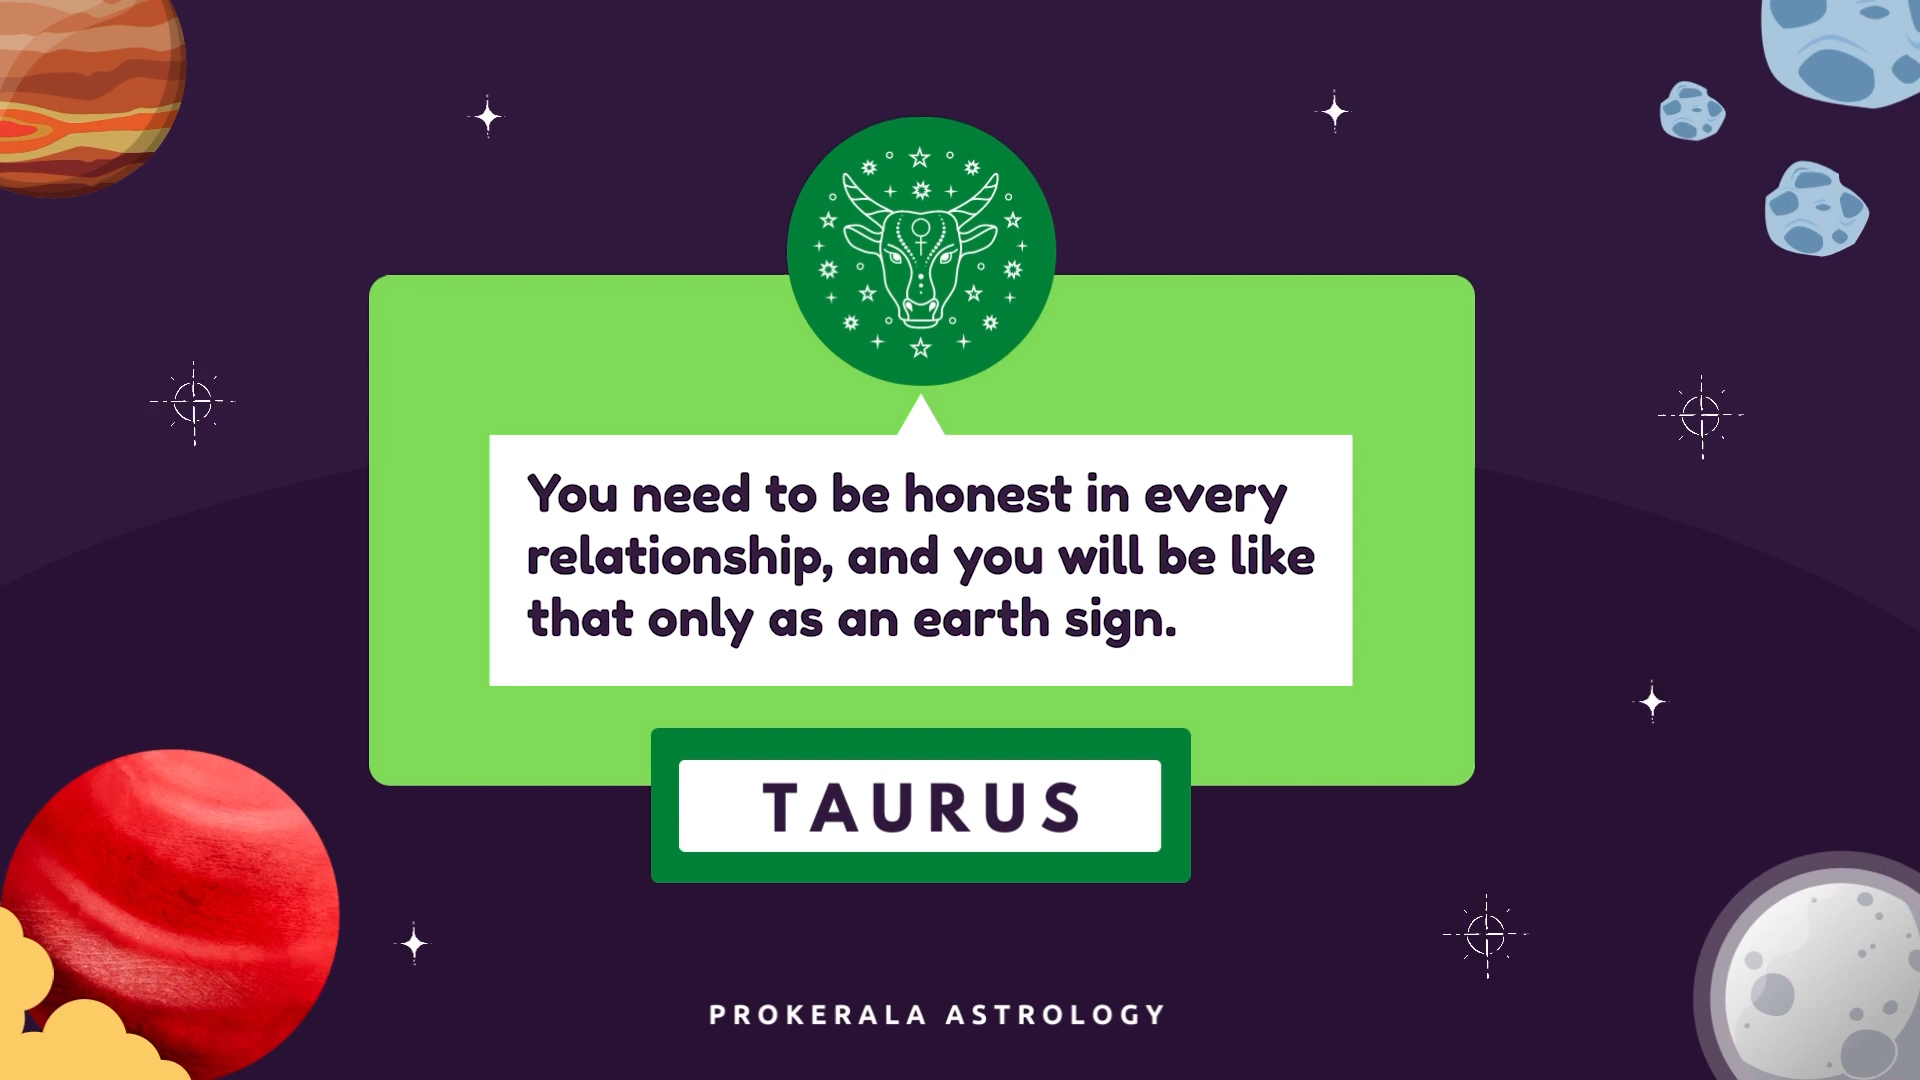 You need to be honest in every
relationship, and you will be like
that only as an earth sign.
TAURUS
PROKERALA ASTROLOGY